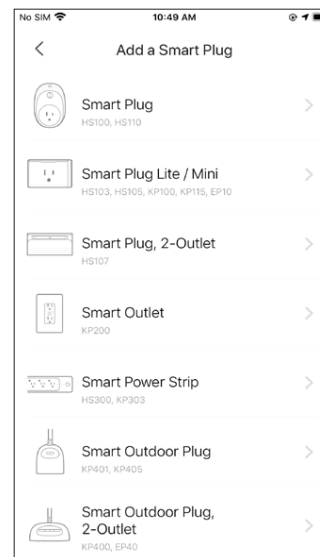 No SIM
10:49 AM
Add a Smart Plug
Smart Plug
HS100, HS110
Smart Plug Lite / Mini
HS103, HS105, KP100, KP115, EP10
Smart Plug, 2-Outlet
HS107
Smart Outlet
KP200
Smart Power Strip
HS300, KP303
Smart Outdoor Plug
KP401, KP405
Smart Outdoor Plug,
2-Outlet
KP400, EP40